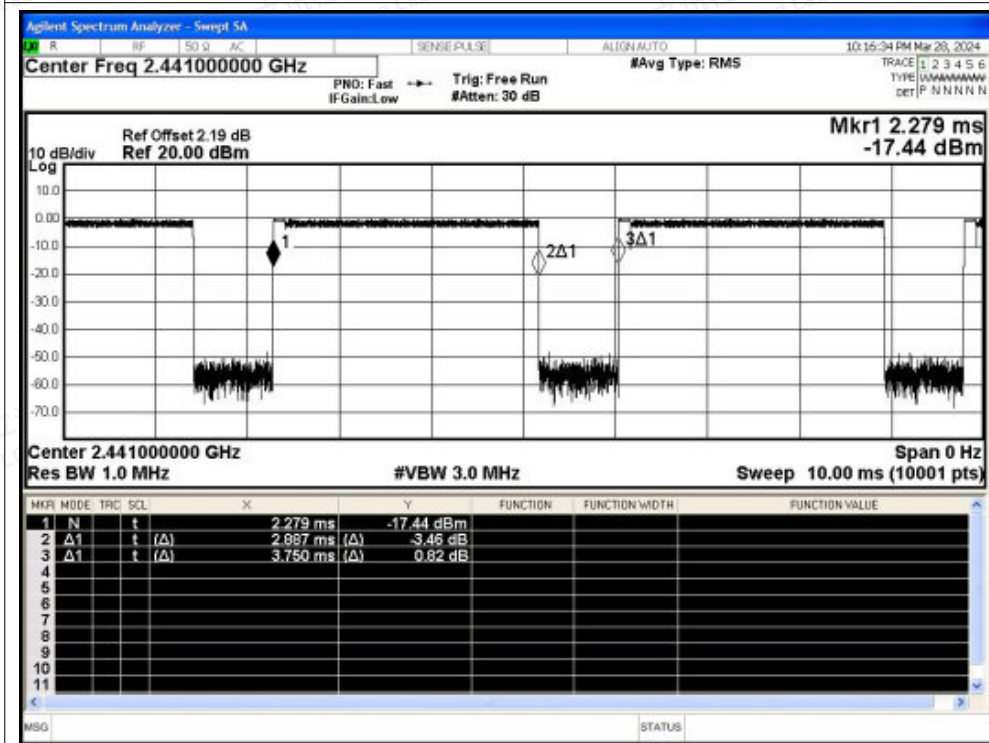 Agilent Spectrum Analyzer - Swept SA
R RF 50 Ω AC SENSE:PULSE ALIGN AUTO 10:16:34 PM Mar 28, 2024
Center Freq 2.441000000 GHz
#Avg Type: RMS
TRACE 1 2 3 4 5 6
PNO: Fast Trig: Free Run
TYPE
IFGain:Low #Atten: 30 dB
DET P N N N N N
Mkr1 2.279 ms
-17.44 dBm
Ref Offset 2.19 dB
10 dB/div Ref 20.00 dBm
Log
10.0
0.00
-10.0
-20.0
-30.0
-40.0
-50.0
-60.0
-70.0
1
2Δ1
3Δ1
Center 2.441000000 GHz Span 0 Hz
Res BW 1.0 MHz #VBW 3.0 MHz Sweep 10.00 ms (10001 pts)
MKR MODE TRC SCL X Y FUNCTION FUNCTION WIDTH FUNCTION VALUE
1 N t 2.279 ms -17.44 dBm
2 Δ1 t (Δ) 2.887 ms (Δ) -3.46 dB
3 Δ1 t (Δ) 3.750 ms (Δ) 0.82 dB
4
5
6
7
8
9
10
11
MSG STATUS